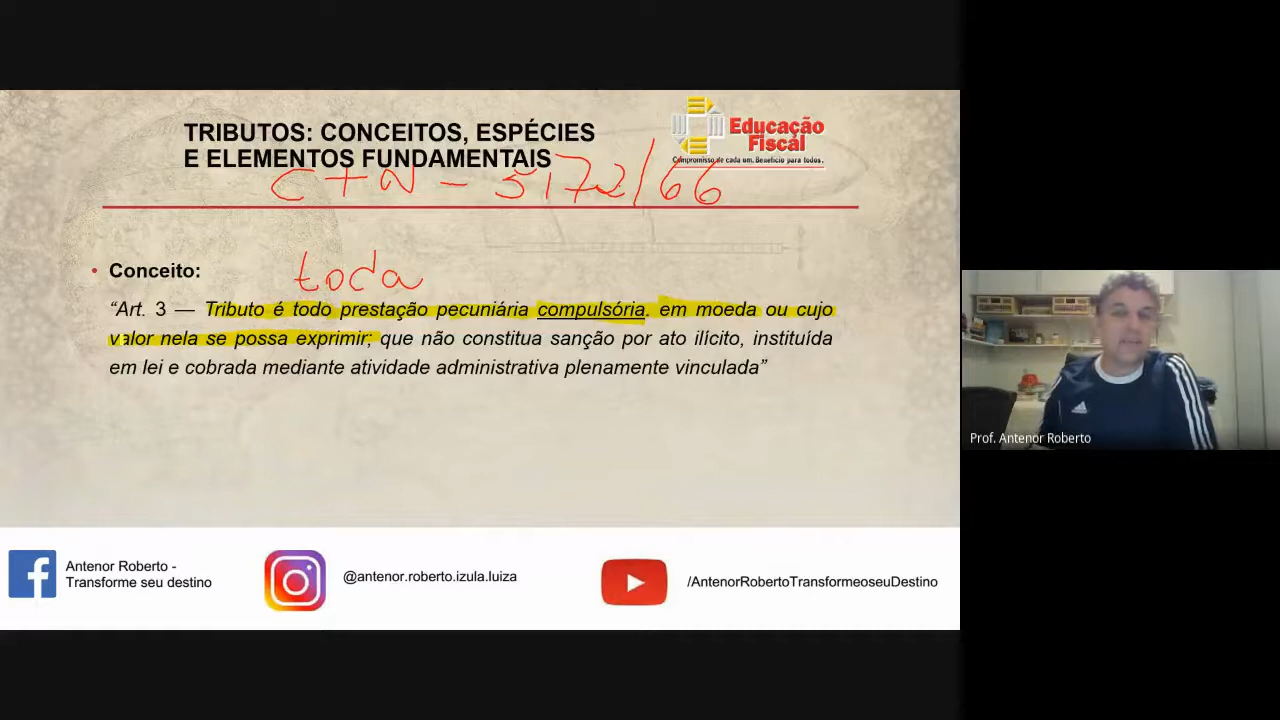 TRIBUTOS: CONCEITOS, ESPÉCIES
E ELEMENTOS FUNDAMENTAIS
Educação
Fiscal
Compromisso de cada um. Benefício para todos.
CTN - 5172/66
• Conceito:
toda
“Art. 3 — Tributo é todo prestação pecuniária compulsória. em moeda ou cujo
valor nela se possa exprimir; que não constitua sanção por ato ilícito, instituída
em lei e cobrada mediante atividade administrativa plenamente vinculada”
Prof. Antenor Roberto
Antenor Roberto -
Transforme seu destino
@antenor.roberto.izula.luiza
/AntenorRobertoTransformeoseuDestino